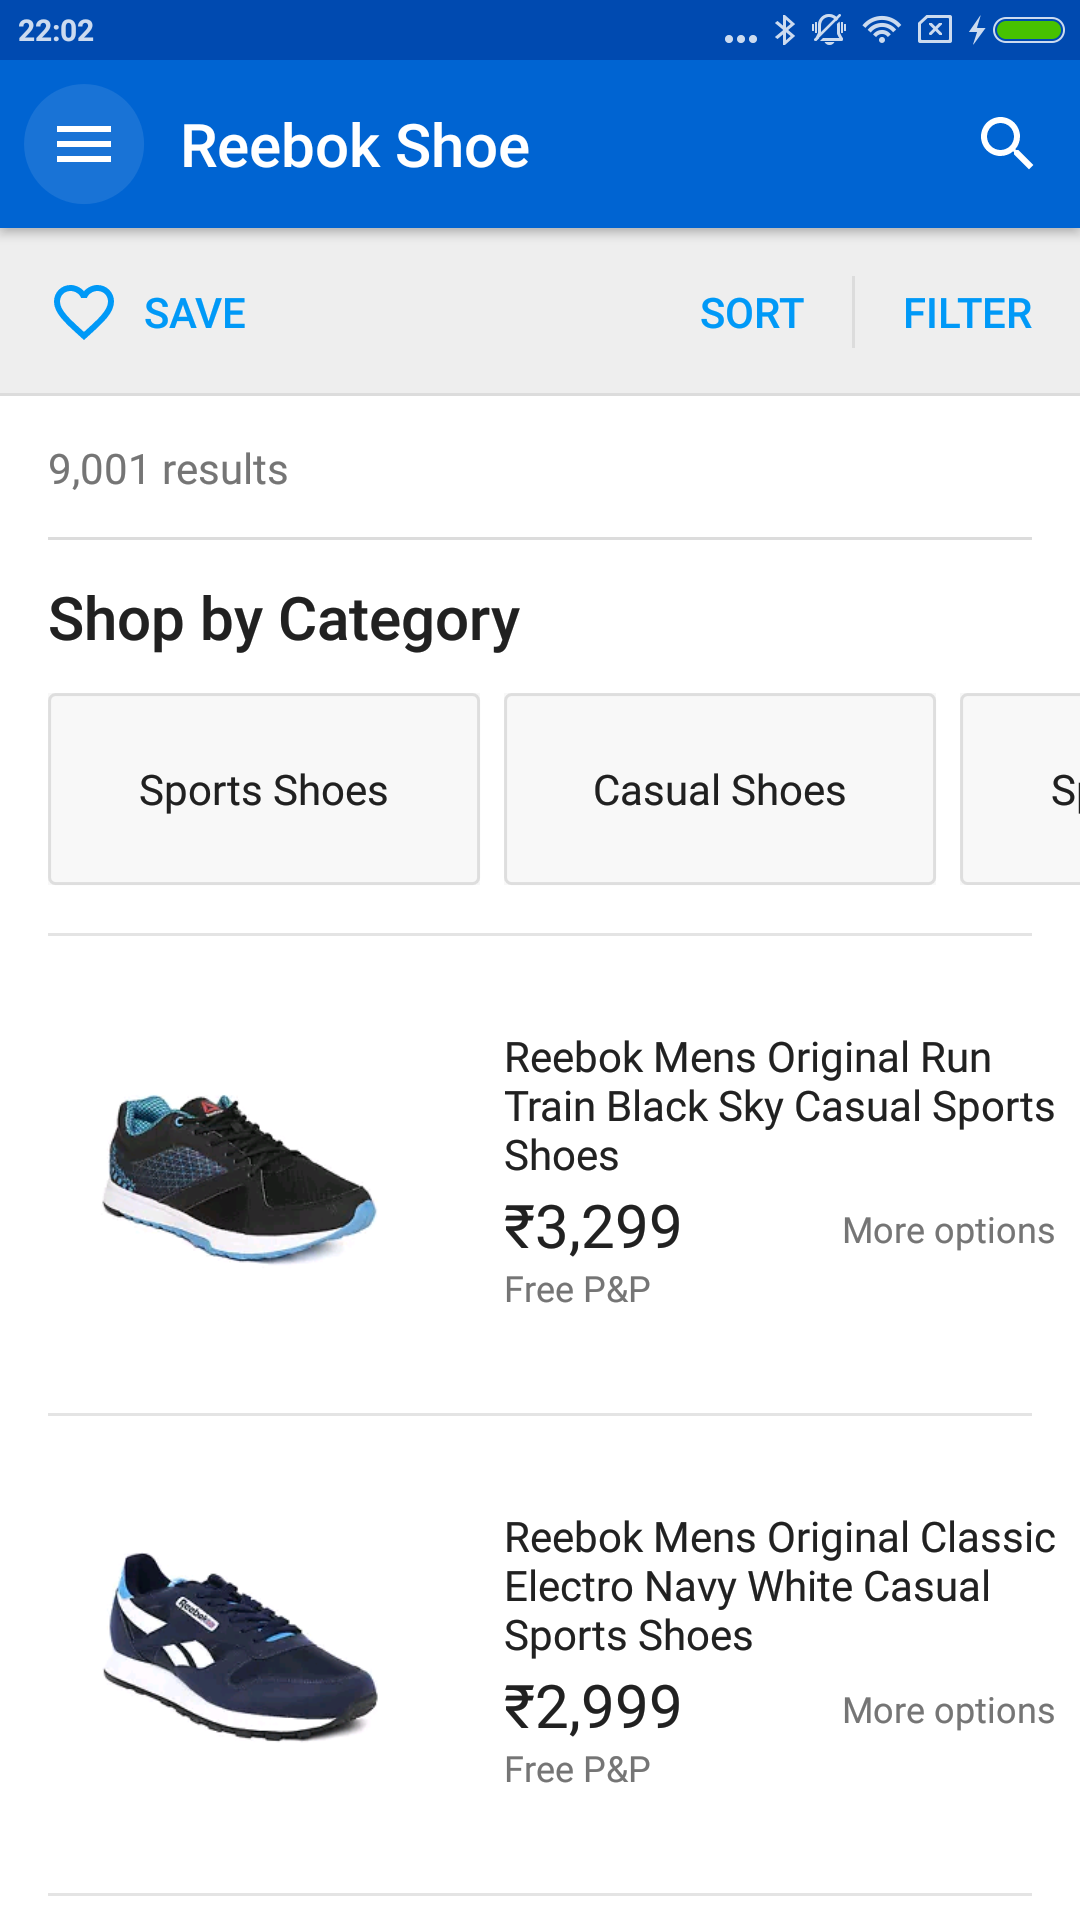 22:02
Reebok Shoe
SAVE
SORT
FILTER
9,001 results
Shop by Category
Sports Shoes
Casual Shoes
Reebok Mens Original Run
Train Black Sky Casual Sports
Shoes
₹3,299
More options
Free P&P
Reebok
Reebok Mens Original Classic
Electro Navy White Casual
Sports Shoes
₹2,999
More options
Free P&P